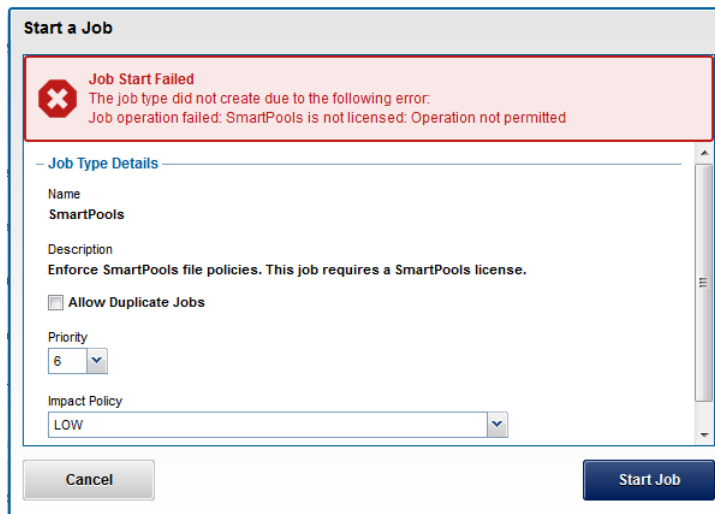 Start a Job
Job Start Failed
The job type did not create due to the following error:
Job operation failed: SmartPools is not licensed: Operation not permitted
Job Type Details
Name
SmartPools
Description
Enforce SmartPools file policies. This job requires a SmartPools license.
Allow Duplicate Jobs
Priority
6
Impact Policy
LOW
Cancel
Start Job